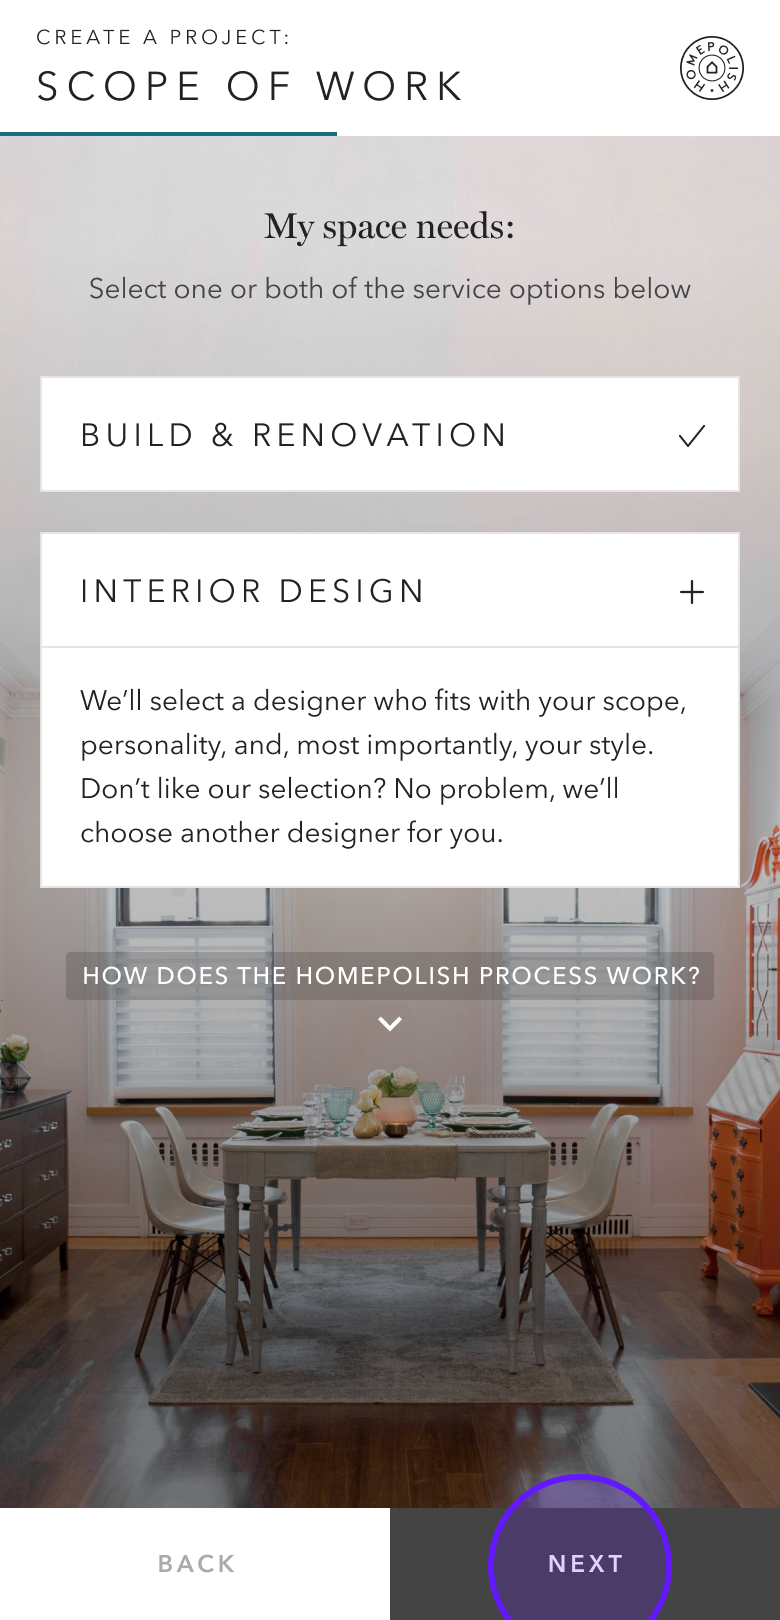 CREATE A PROJECT:
SCOPE OF WORK
HOMEPOLISH
My space needs:
Select one or both of the service options below
BUILD & RENOVATION
INTERIOR DESIGN
We’ll select a designer who fits with your scope,
personality, and, most importantly, your style.
Don’t like our selection? No problem, we’ll
choose another designer for you.
HOW DOES THE HOMEPOLISH PROCESS WORK?
BACK
NEXT